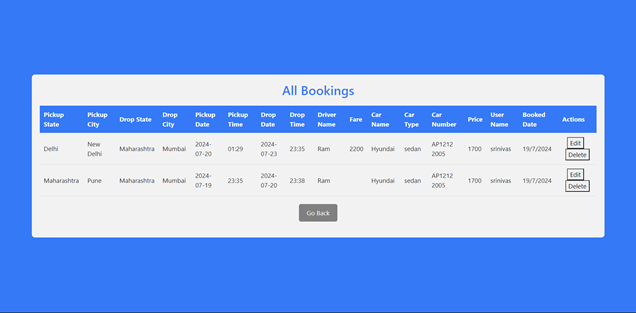 All Bookings
Pickup State Pickup City Drop State Drop City Pickup Date Pickup Time Drop Date Drop Time Driver Name Fare Car Name Car Type Car Number Price User Name Booked Date Actions
Delhi New Delhi Maharashtra Mumbai 2024-07-20 01:29 2024-07-23 23:35 Ram 2200 Hyundai sedan AP1212 2005 1700 srinivas 19/7/2024 Edit Delete
Maharashtra Pune Maharashtra Mumbai 2024-07-19 23:35 2024-07-20 23:38 Ram Hyundai sedan AP1212 2005 1700 srinivas 19/7/2024 Edit Delete
Go Back